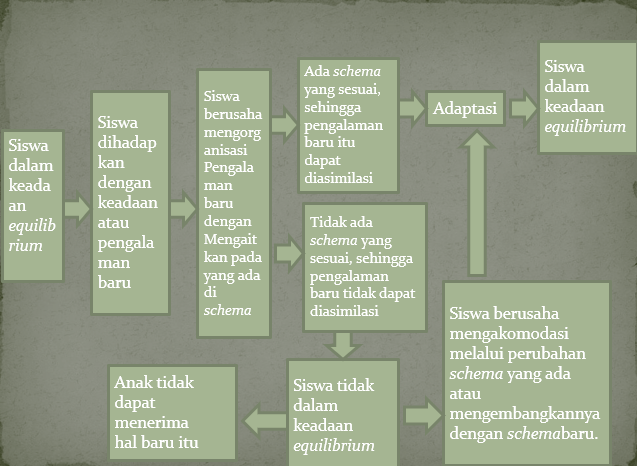 Siswa
dalam
keada
an
equilib
rium
Siswa
dihadap
kan
dengan
keadaan
atau
pengala
man
baru
Siswa
berusaha
mengorg
anisasi
Pengala
man
baru
dengan
Mengait
kan pada
yang ada
di
schema
Ada schema
yang sesuai,
sehingga
pengalaman
baru itu
dapat
diasimilasi
Adaptasi
Siswa
dalam
keadaan
equilibrium
Tidak ada
schema yang
sesuai, sehingga
pengalaman
baru tidak dapat
diasimilasi
Siswa tidak
dalam
keadaan
equilibrium
Anak tidak
dapat
menerima
hal baru itu
Siswa berusaha
mengakomodasi
melalui perubahan
schema yang ada
atau
mengembangkannya
dengan schemabaru.